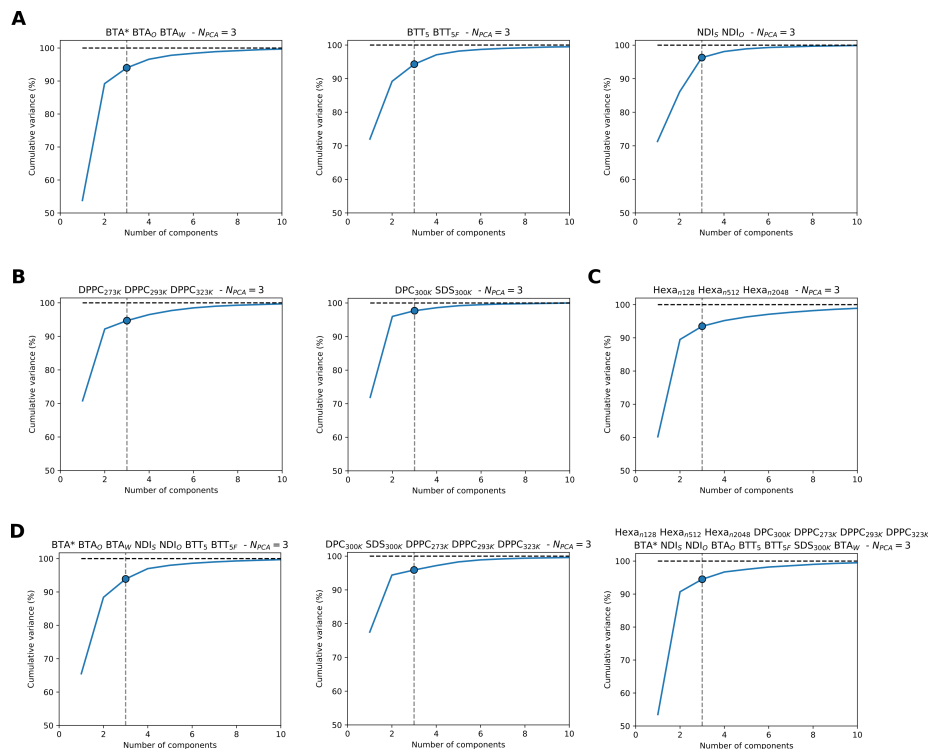 A
BTA* BTA_O BTA_W - N_PCA = 3
Cumulative variance (%)
100
90
80
70
60
50
0 2 4 6 8 10
Number of components
BTT_5 BTT_5F - N_PCA = 3
Cumulative variance (%)
100
90
80
70
60
50
0 2 4 6 8 10
Number of components
NDI_S NDI_O - N_PCA = 3
Cumulative variance (%)
100
90
80
70
60
50
0 2 4 6 8 10
Number of components
B
DPPC_273K DPPC_293K DPPC_323K - N_PCA = 3
Cumulative variance (%)
100
90
80
70
60
50
0 2 4 6 8 10
Number of components
DPC_300K SDS_300K - N_PCA = 3
Cumulative variance (%)
100
90
80
70
60
50
0 2 4 6 8 10
Number of components
C
Hexa_n128 Hexa_n512 Hexa_n2048 - N_PCA = 3
Cumulative variance (%)
100
90
80
70
60
50
0 2 4 6 8 10
Number of components
D
BTA* BTA_O BTA_W NDI_S NDI_O BTT_5 BTT_5F - N_PCA = 3
Cumulative variance (%)
100
90
80
70
60
50
0 2 4 6 8 10
Number of components
DPC_300K SDS_300K DPPC_273K DPPC_293K DPPC_323K - N_PCA = 3
Cumulative variance (%)
100
90
80
70
60
50
0 2 4 6 8 10
Number of components
Hexa_n128 Hexa_n512 Hexa_n2048 DPC_300K DPPC_273K DPPC_293K DPPC_323K
BTA* NDI_S NDI_O BTA_O BTT_5 BTT_5F SDS_300K BTA_W - N_PCA = 3
Cumulative variance (%)
100
90
80
70
60
50
0 2 4 6 8 10
Number of components